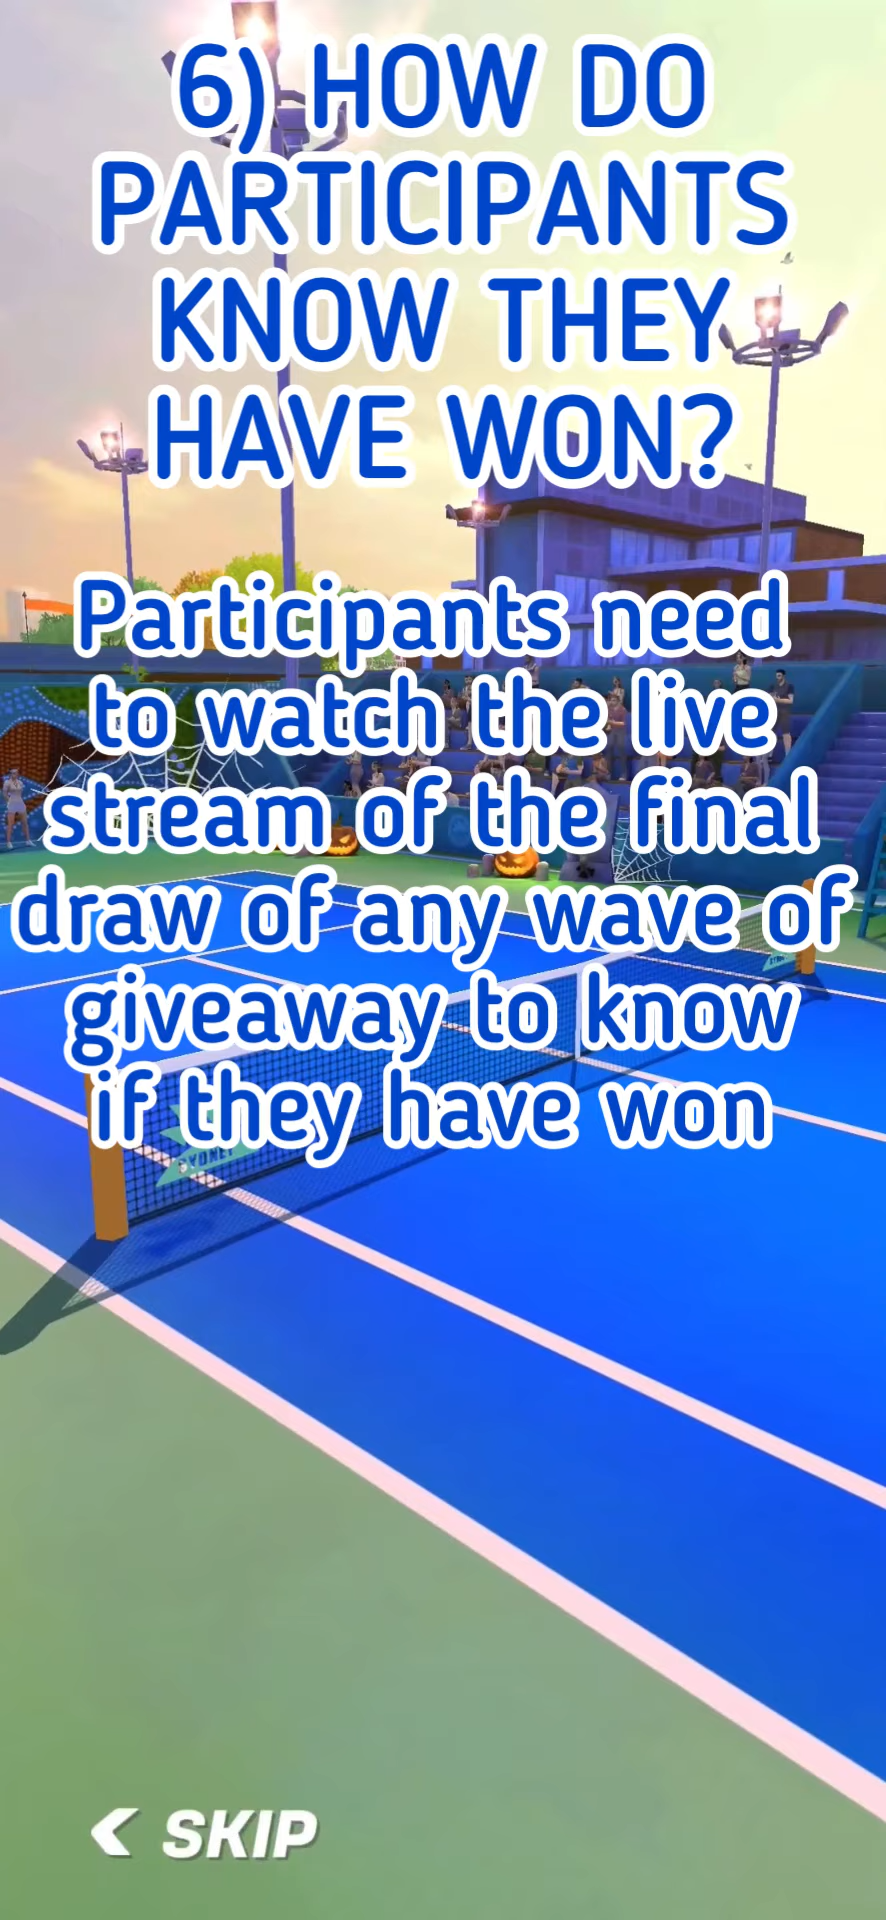 6) HOW DO
PARTICIPANTS
KNOW THEY
HAVE WON?
Participants need
to watch the live
stream of the final
draw of any wave of
giveaway to know
if they have won
SYDNEY
SKIP